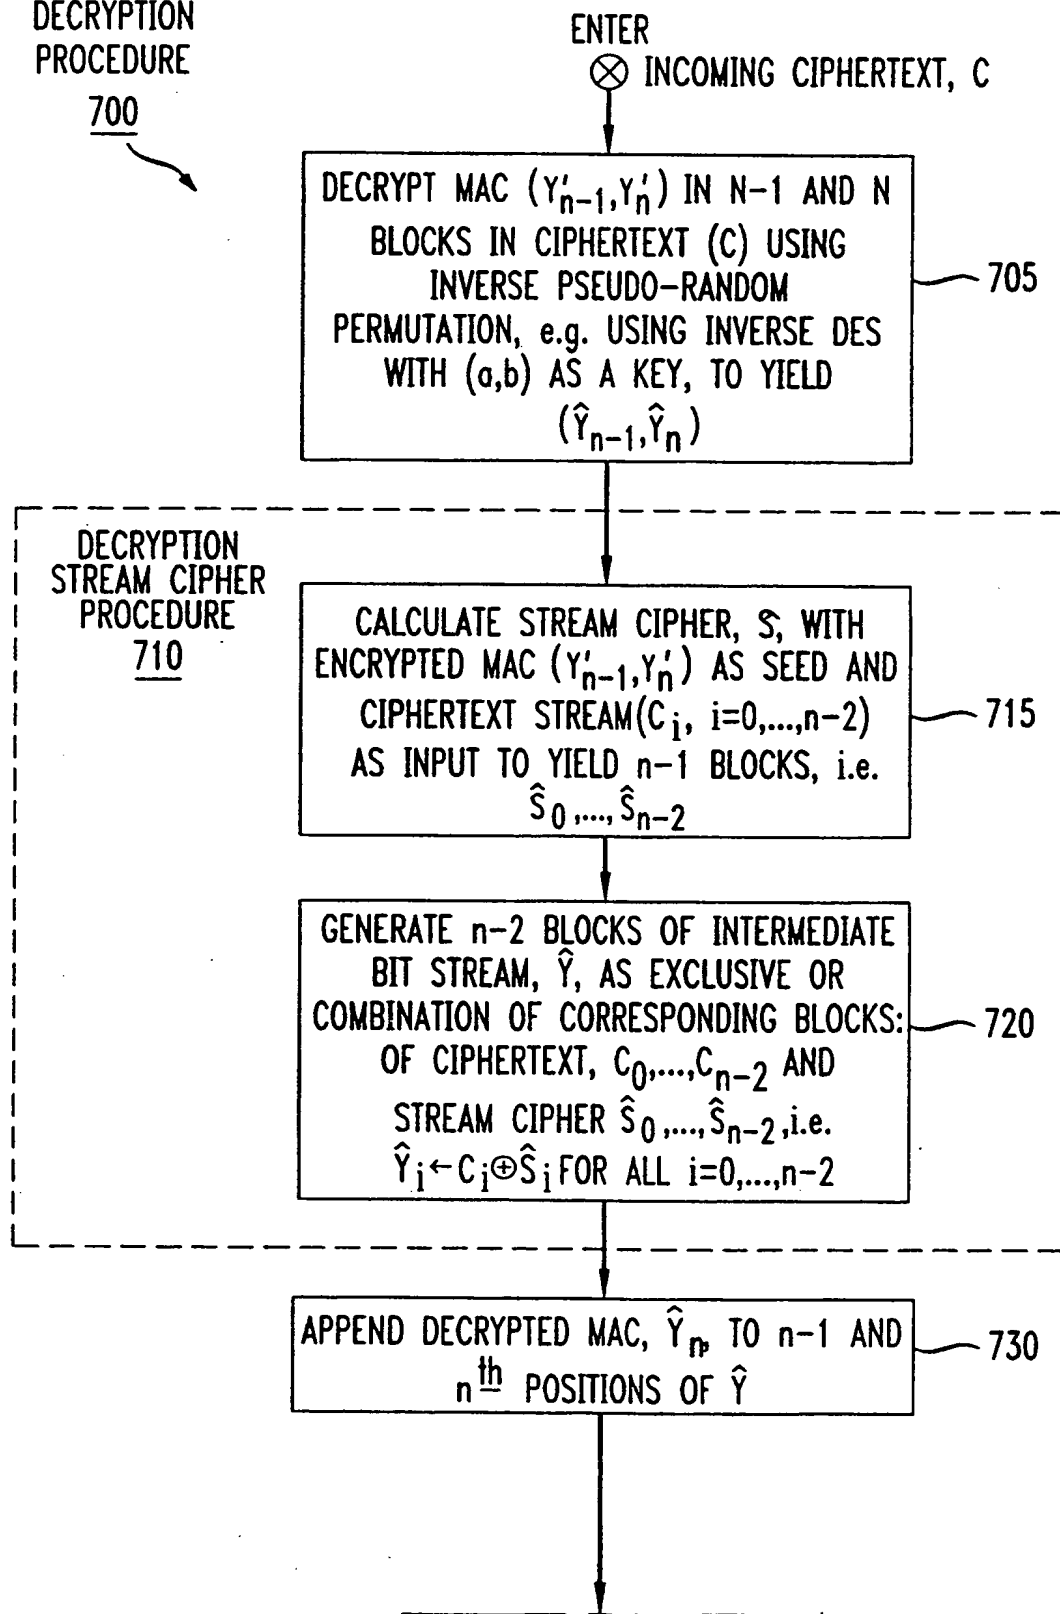 DECRYPTION
PROCEDURE
700
ENTER
INCOMING CIPHERTEXT, C
DECRYPT MAC (Y'n-1,Y'n) IN N-1 AND N
BLOCKS IN CIPHERTEXT (C) USING
INVERSE PSEUDO-RANDOM
PERMUTATION, e.g. USING INVERSE DES
WITH (a,b) AS A KEY, TO YIELD
(Ŷn-1,Ŷn)
705
DECRYPTION
STREAM CIPHER
PROCEDURE
710
CALCULATE STREAM CIPHER, Ŝ, WITH
ENCRYPTED MAC (Y'n-1,Y'n) AS SEED AND
CIPHERTEXT STREAM(Ci, i=0,...,n-2)
AS INPUT TO YIELD n-1 BLOCKS, i.e.
Ŝ0,...,Ŝn-2
715
GENERATE n-2 BLOCKS OF INTERMEDIATE
BIT STREAM, Ŷ, AS EXCLUSIVE OR
COMBINATION OF CORRESPONDING BLOCKS:
OF CIPHERTEXT, C0,...,Cn-2 AND
STREAM CIPHER Ŝ0,...,Ŝn-2,i.e.
Ŷi←Ci⊕Ŝi FOR ALL i=0,...,n-2
720
APPEND DECRYPTED MAC, Ŷn, TO n-1 AND
nth POSITIONS OF Ŷ
730